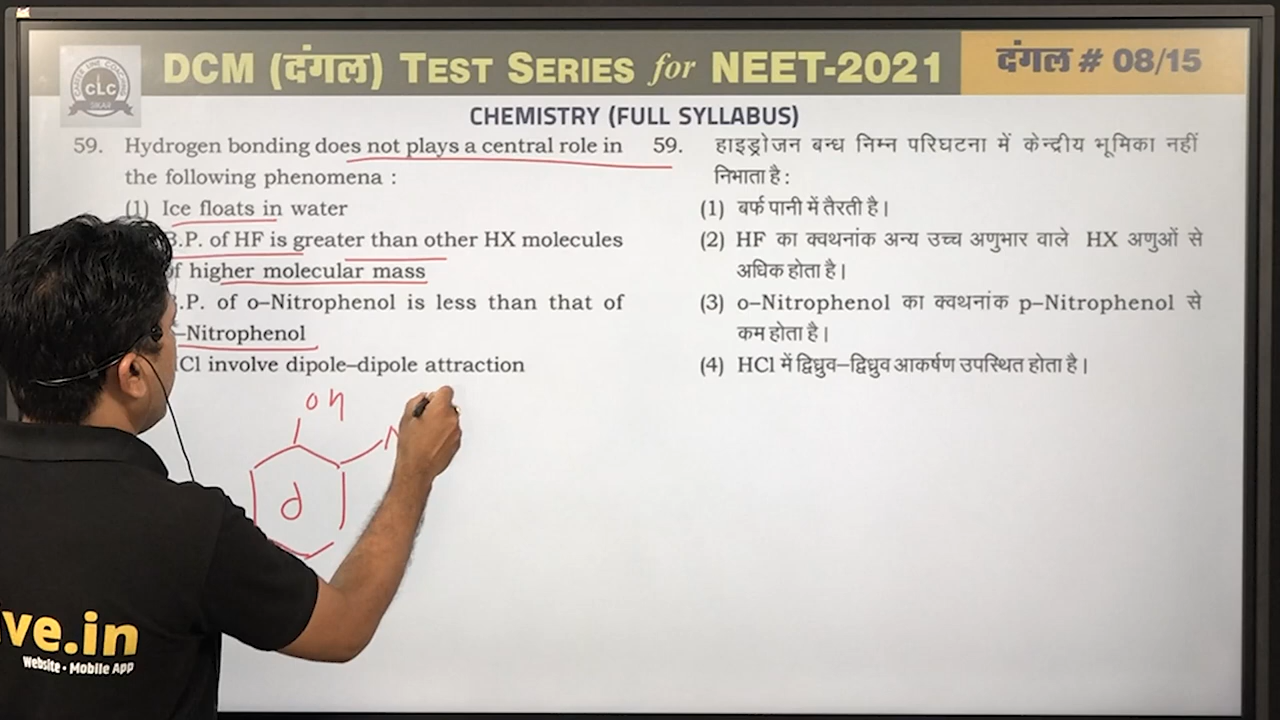 DCM (दंगल) TEST SERIES for NEET-2021
दंगल # 08/15
CAREER LINE COACHING
CLC
SIKAR
CHEMISTRY (FULL SYLLABUS)
59. Hydrogen bonding does not plays a central role in
the following phenomena :
(1) Ice floats in water
B.P. of HF is greater than other HX molecules
of higher molecular mass
B.P. of o–Nitrophenol is less than that of
–Nitrophenol
Cl involve dipole–dipole attraction
59. हाइड्रोजन बन्ध निम्न परिघटना में केन्द्रीय भूमिका नहीं
निभाता है :
(1) बर्फ पानी में तैरती है।
(2) HF का क्वथनांक अन्य उच्च अणुभार वाले HX अणुओं से
अधिक होता है।
(3) o–Nitrophenol का क्वथनांक p–Nitrophenol से
कम होता है।
(4) HCl में द्विध्रुव–द्विध्रुव आकर्षण उपस्थित होता है।
OH
ve.in
Website • Mobile App